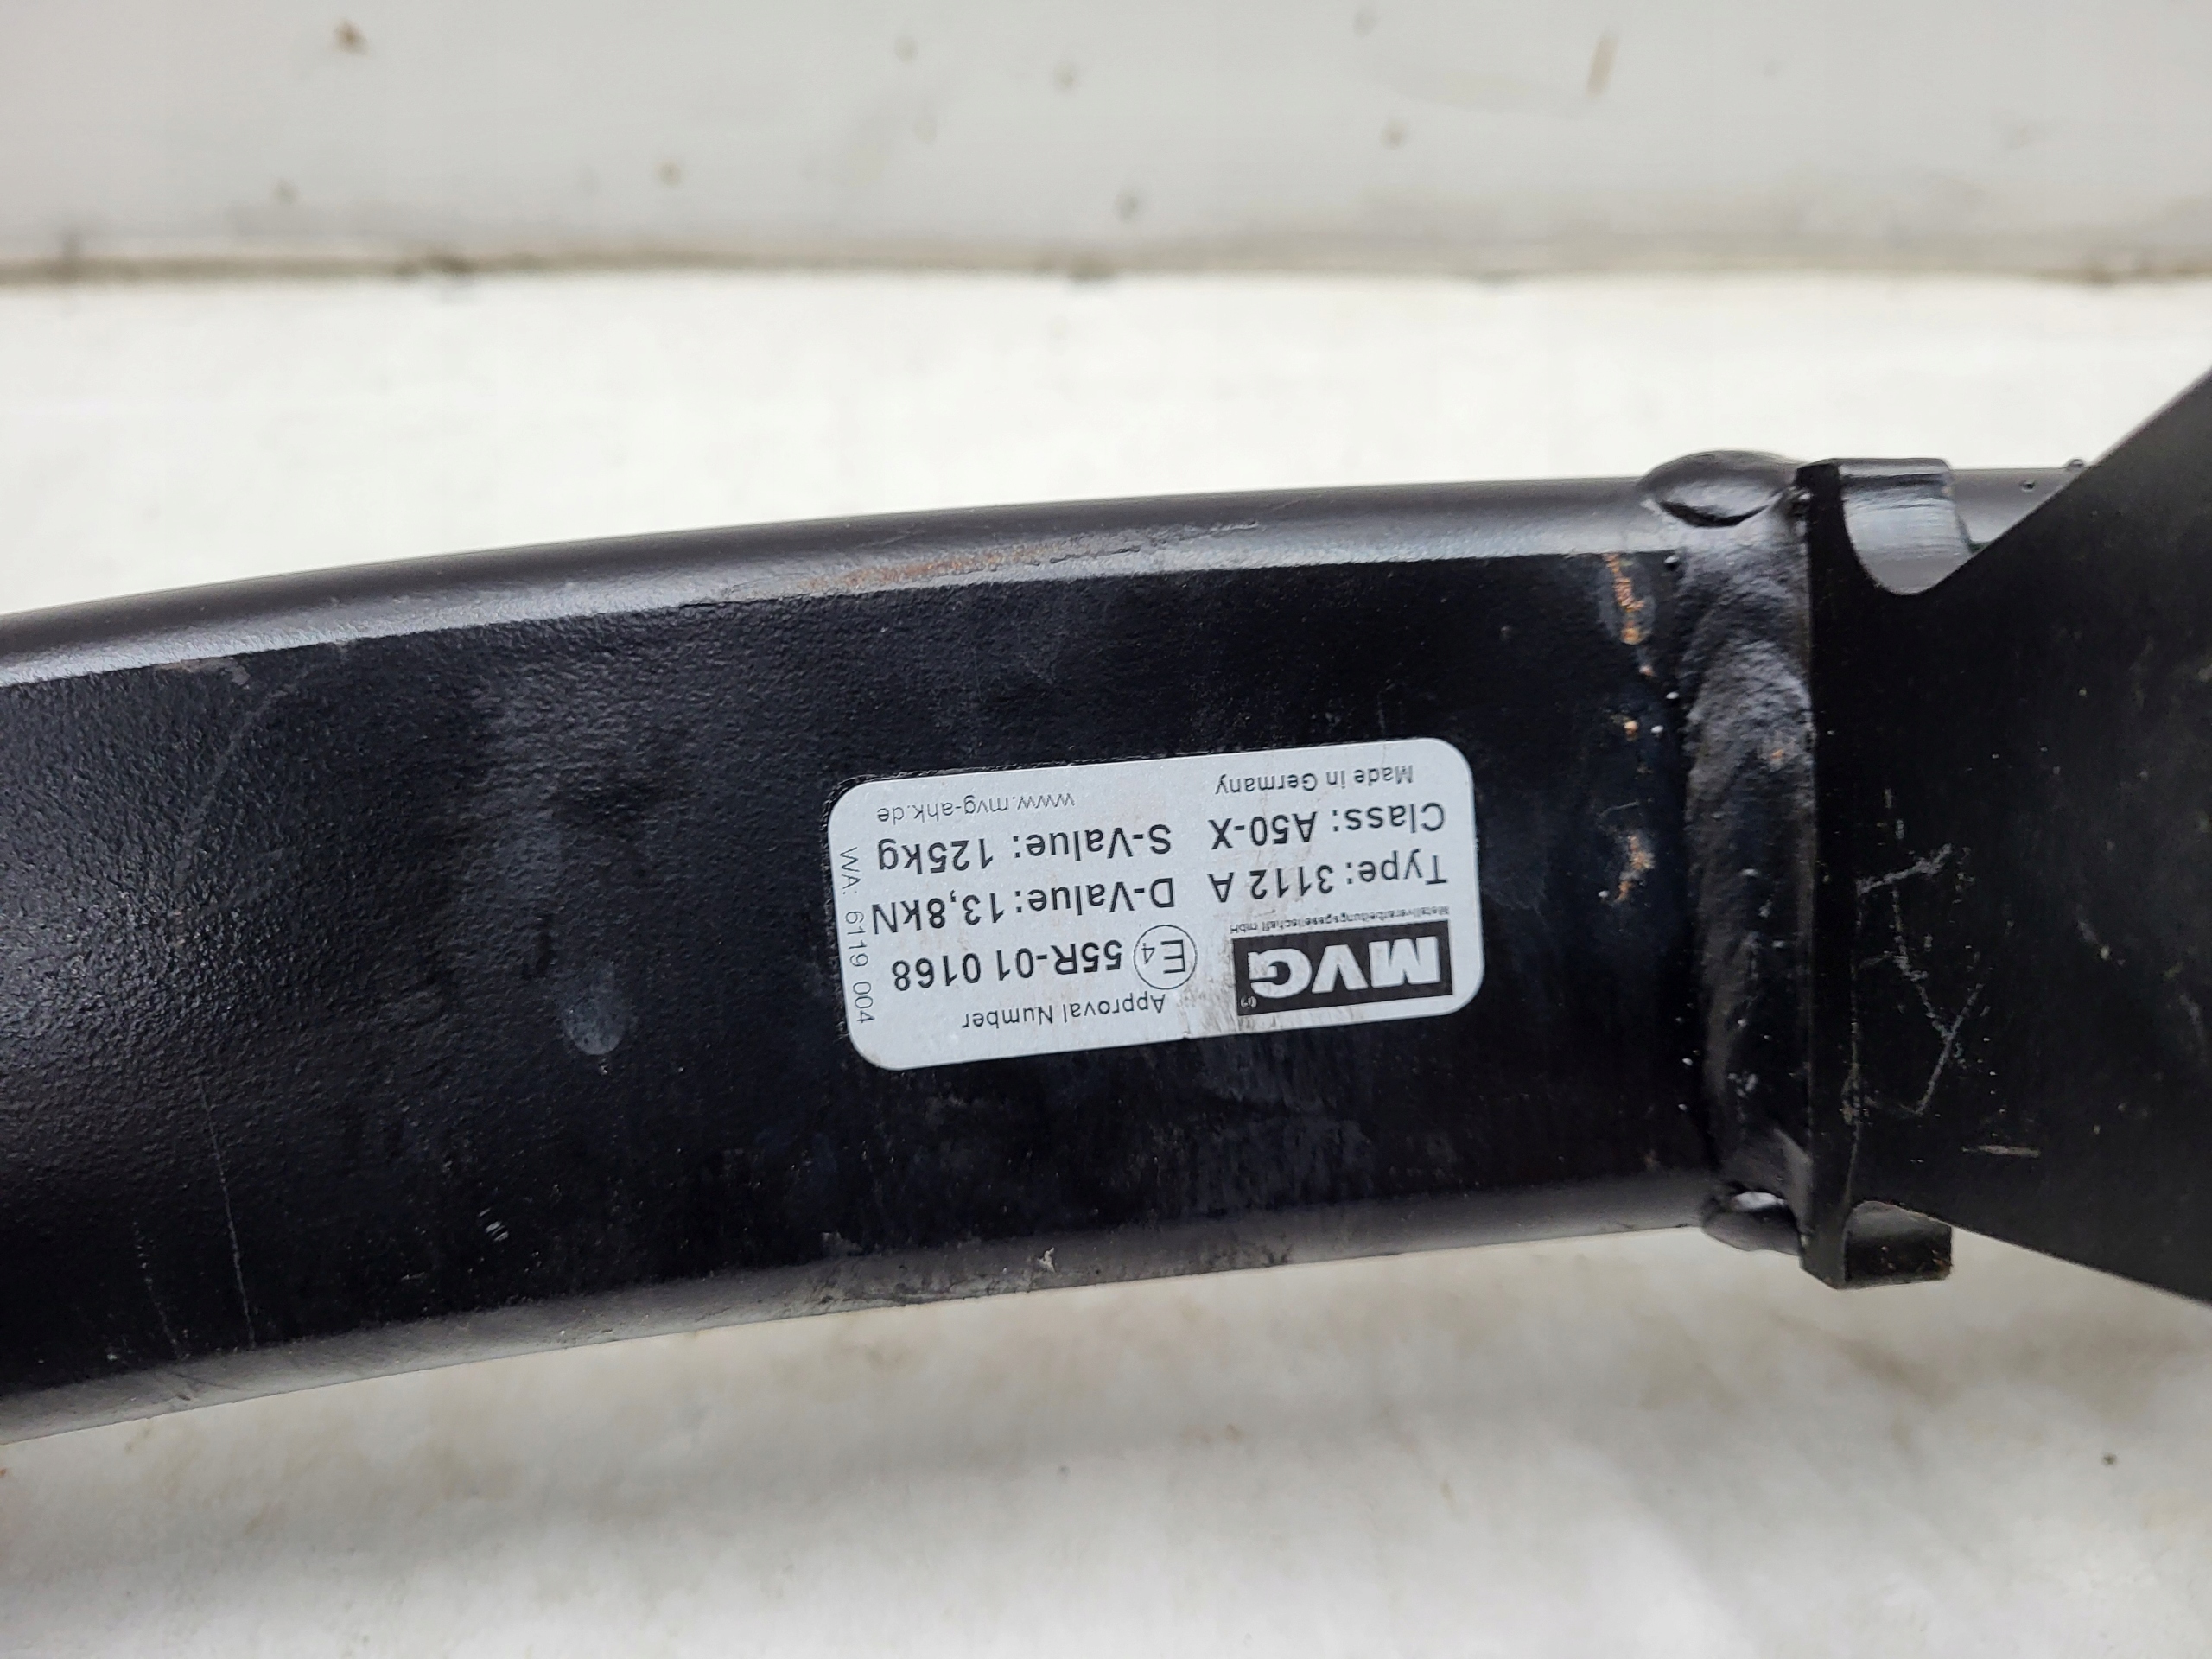 MVG
Metallverarbeitungsgesellschaft mbH
Approval Number
E4 55R-01 0168
Type: 3112 A D-Value: 13,8kN
Class: A50-X S-Value: 125kg
Made in Germany www.mvg-ahk.de
WA: 6119 004